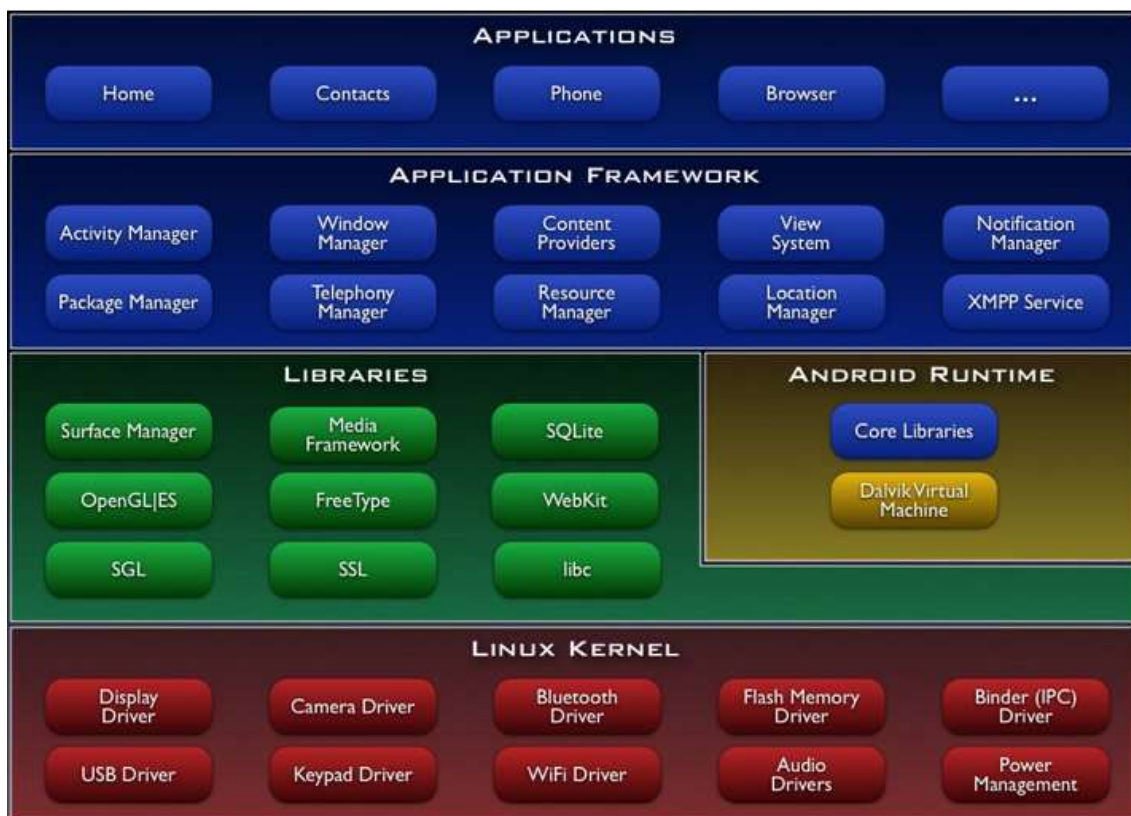 APPLICATIONS
Home
Contacts
Phone
Browser
...
APPLICATION FRAMEWORK
Activity Manager
Window
Manager
Content
Providers
View
System
Notification
Manager
Package Manager
Telephony
Manager
Resource
Manager
Location
Manager
XMPP Service
LIBRARIES
Surface Manager
Media
Framework
SQLite
OpenGL|ES
FreeType
WebKit
SGL
SSL
libc
ANDROID RUNTIME
Core Libraries
Dalvik Virtual
Machine
LINUX KERNEL
Display
Driver
Camera Driver
Bluetooth
Driver
Flash Memory
Driver
Binder (IPC)
Driver
USB Driver
Keypad Driver
WiFi Driver
Audio
Drivers
Power
Management